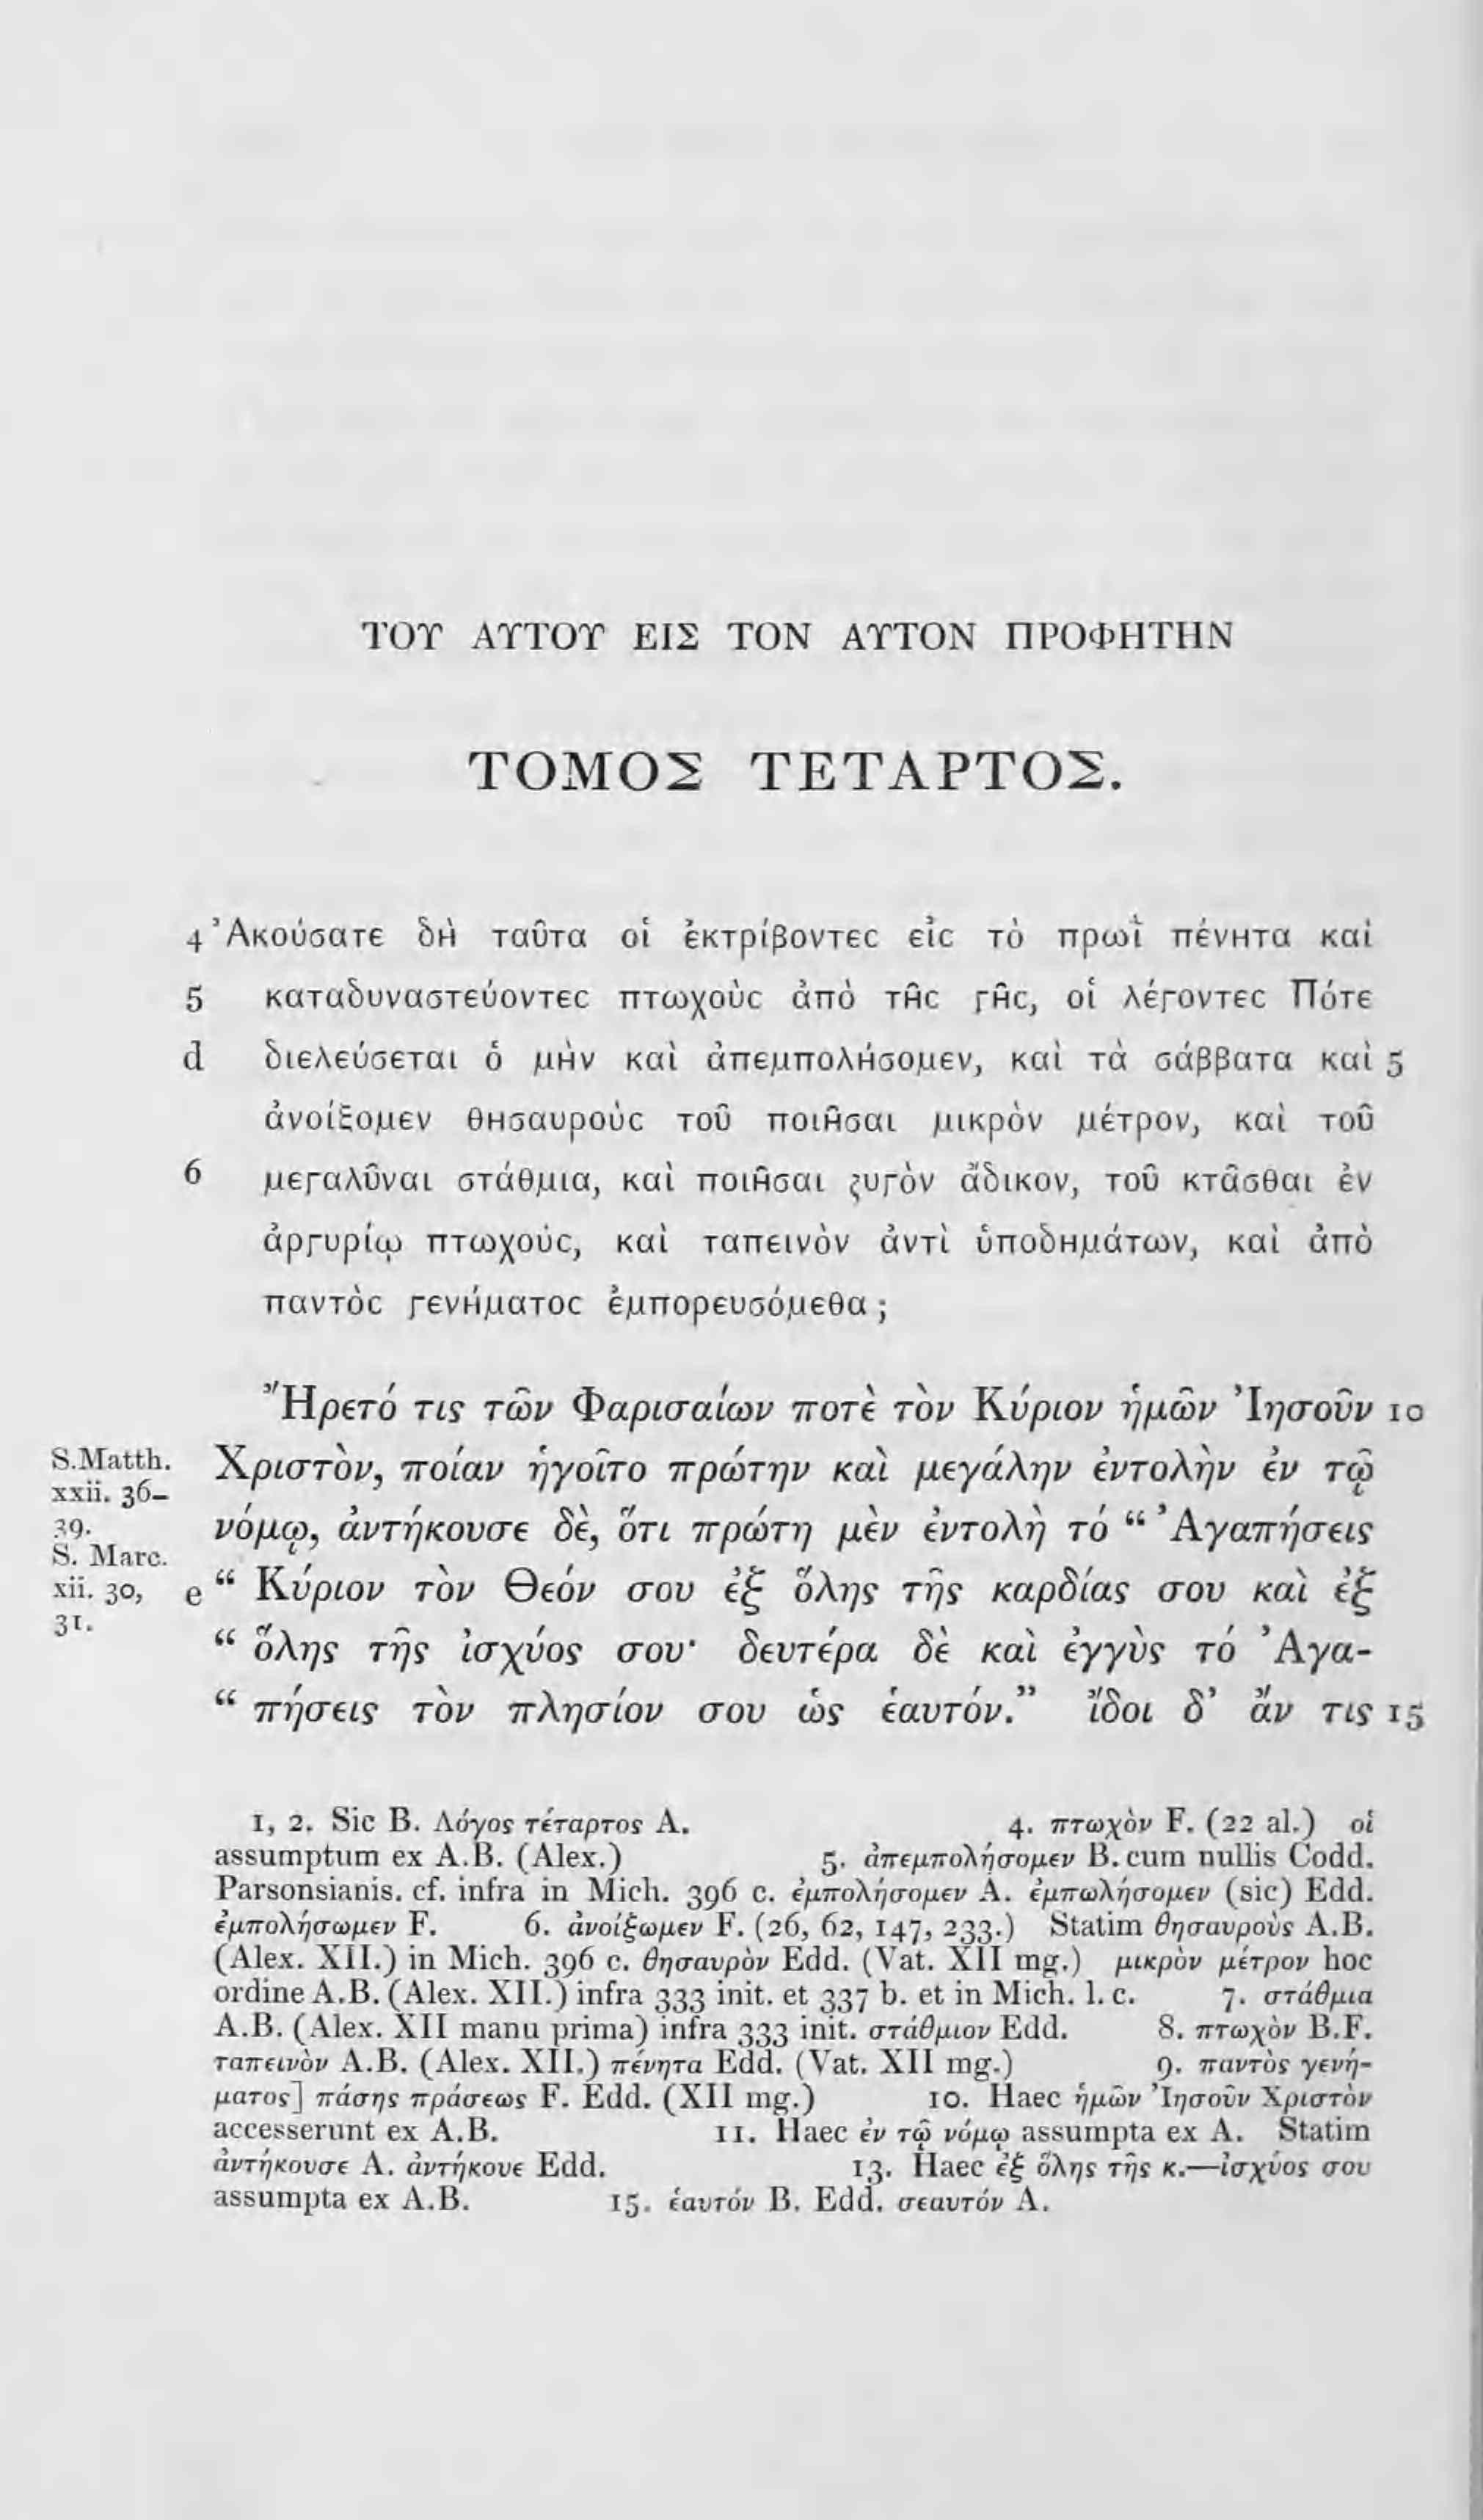 ΤΟΥ ΑΥΤΟΥ ΕΙΣ ΤΟΝ ΑΥΤΟΝ ΠΡΟΦΗΤΗΝ
ΤΟΜΟΣ ΤΕΤΑΡΤΟΣ.
4 Ἀκούσατε δὴ ταῦτα οἱ ἐκτρίβοντες εἰς τὸ πρωῒ πένητα καὶ
5 καταδυναστεύοντες πτωχοὺς ἀπὸ τῆς γῆς, οἱ λέγοντες Πότε
d διελεύσεται ὁ μὴν καὶ ἀπεμπολήσομεν, καὶ τὰ σάββατα καὶ 5
ἀνοίξομεν θησαυροὺς τοῦ ποιῆσαι μικρὸν μέτρον, καὶ τοῦ
6 μεγαλῦναι στάθμια, καὶ ποιῆσαι ζυγὸν ἄδικον, τοῦ κτᾶσθαι ἐν
ἀργυρίῳ πτωχοὺς, καὶ ταπεινὸν ἀντὶ ὑποδημάτων, καὶ ἀπὸ
παντὸς γενήματος ἐμπορευσόμεθα;
Ἤρετό τις τῶν Φαρισαίων ποτὲ τὸν Κύριον ἡμῶν Ἰησοῦν 10
S.Matth. Χριστὸν, ποίαν ἡγοῖτο πρώτην καὶ μεγάλην ἐντολὴν ἐν τῷ
xxii. 36–
39. νόμῳ, ἀντήκουσε δὲ, ὅτι πρώτη μὲν ἐντολὴ τό “ Ἀγαπήσεις
S. Marc.
xii. 30, e “ Κύριον τὸν Θεόν σου ἐξ ὅλης τῆς καρδίας σου καὶ ἐξ
31. “ ὅλης τῆς ἰσχύος σου· δευτέρα δὲ καὶ ἐγγὺς τό Ἀγα-
“ πήσεις τὸν πλησίον σου ὡς ἑαυτόν.” ἴδοι δ’ ἄν τις 15
1, 2. Sic B. Λόγος τέταρτος A. 4. πτωχὸν F. (22 al.) οἱ
assumptum ex A.B. (Alex.) 5. ἀπεμπολήσομεν B. cum nullis Codd.
Parsonsianis. cf. infra in Mich. 396 c. ἐμπολήσομεν A. ἐμπωλήσομεν (sic) Edd.
ἐμπολήσωμεν F. 6. ἀνοίξωμεν F. (26, 62, 147, 233.) Statim θησαυροὺς A.B.
(Alex. XII.) in Mich. 396 c. θησαυρὸν Edd. (Vat. XII mg.) μικρὸν μέτρον hoc
ordine A.B. (Alex. XII.) infra 333 init. et 337 b. et in Mich. l. c. 7. στάθμια
A.B. (Alex. XII manu prima) infra 333 init. στάθμιον Edd. 8. πτωχὸν B.F.
ταπεινὸν A.B. (Alex. XII.) πένητα Edd. (Vat. XII mg.) 9. παντὸς γενή-
ματος] πάσης πράσεως F. Edd. (XII mg.) 10. Haec ἡμῶν Ἰησοῦν Χριστὸν
accesserunt ex A.B. 11. Haec ἐν τῷ νόμῳ assumpta ex A. Statim
ἀντήκουσε A. ἀντήκουε Edd. 13. Haec ἐξ ὅλης τῆς κ.—ἰσχύος σου
assumpta ex A.B. 15. ἑαυτόν B. Edd. σεαυτόν A.